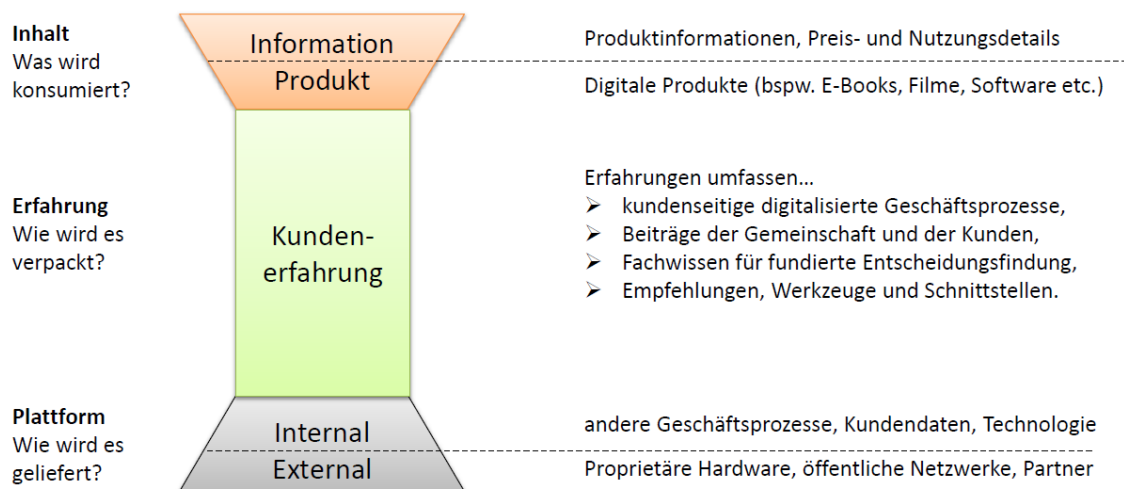 Inhalt
Was wird
konsumiert?
Information
Produkt
Produktinformationen, Preis- und Nutzungsdetails
Digitale Produkte (bspw. E-Books, Filme, Software etc.)
Erfahrung
Wie wird es
verpackt?
Kunden-
erfahrung
Erfahrungen umfassen...
➢ kundenseitige digitalisierte Geschäftsprozesse,
➢ Beiträge der Gemeinschaft und der Kunden,
➢ Fachwissen für fundierte Entscheidungsfindung,
➢ Empfehlungen, Werkzeuge und Schnittstellen.
Plattform
Wie wird es
geliefert?
Internal
External
andere Geschäftsprozesse, Kundendaten, Technologie
Proprietäre Hardware, öffentliche Netzwerke, Partner